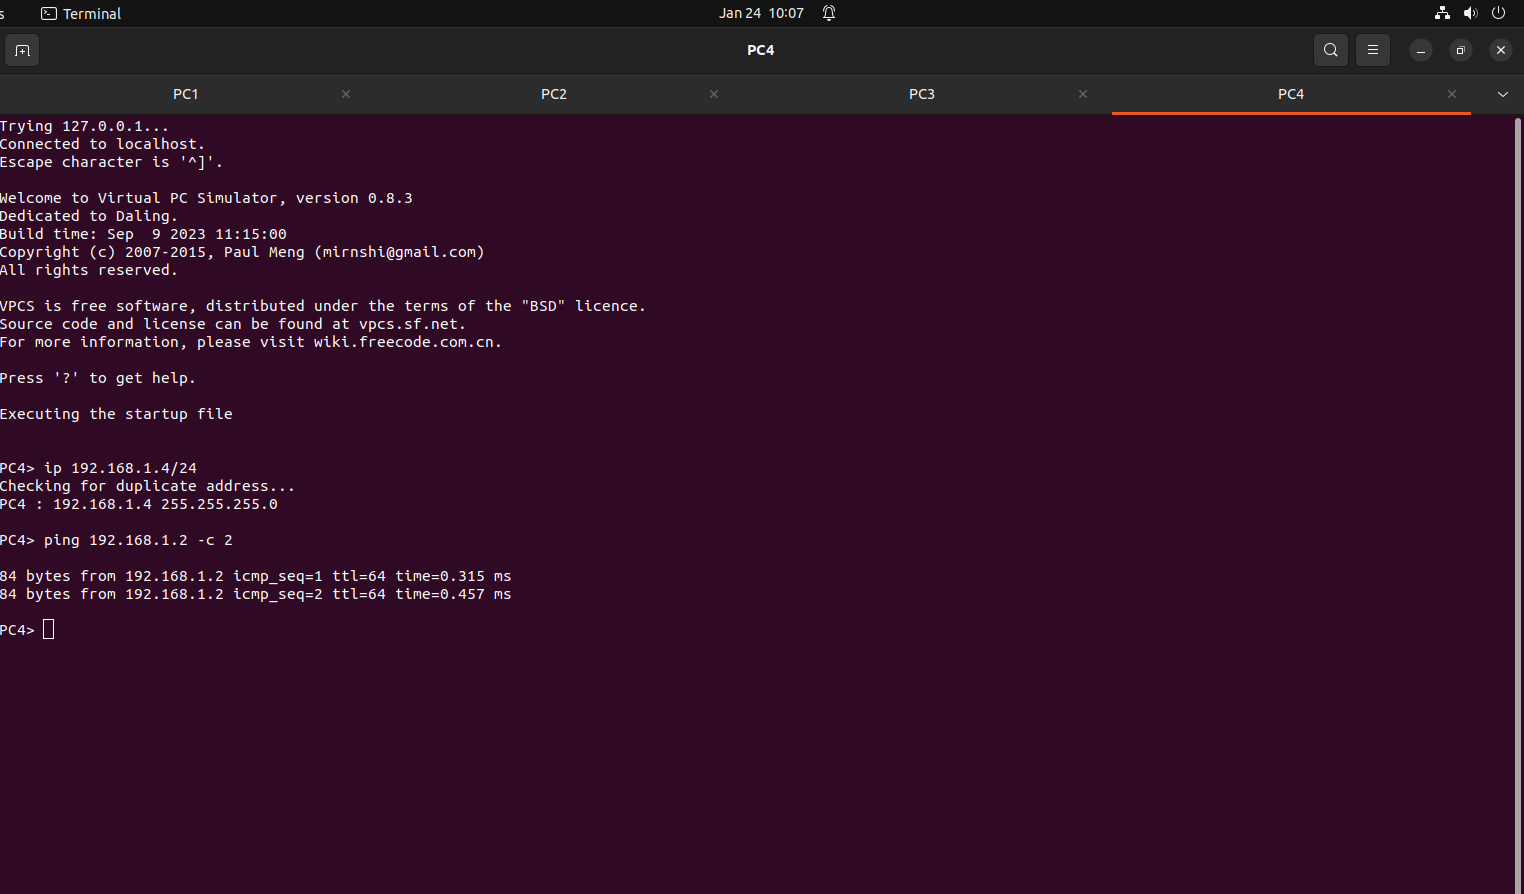 s Terminal Jan 24 10:07
PC4
PC1 PC2 PC3 PC4
Trying 127.0.0.1...
Connected to localhost.
Escape character is '^]'.
Welcome to Virtual PC Simulator, version 0.8.3
Dedicated to Daling.
Build time: Sep  9 2023 11:15:00
Copyright (c) 2007-2015, Paul Meng (mirnshi@gmail.com)
All rights reserved.
VPCS is free software, distributed under the terms of the "BSD" licence.
Source code and license can be found at vpcs.sf.net.
For more information, please visit wiki.freecode.com.cn.
Press '?' to get help.
Executing the startup file
PC4> ip 192.168.1.4/24
Checking for duplicate address...
PC4 : 192.168.1.4 255.255.255.0
PC4> ping 192.168.1.2 -c 2
84 bytes from 192.168.1.2 icmp_seq=1 ttl=64 time=0.315 ms
84 bytes from 192.168.1.2 icmp_seq=2 ttl=64 time=0.457 ms
PC4>